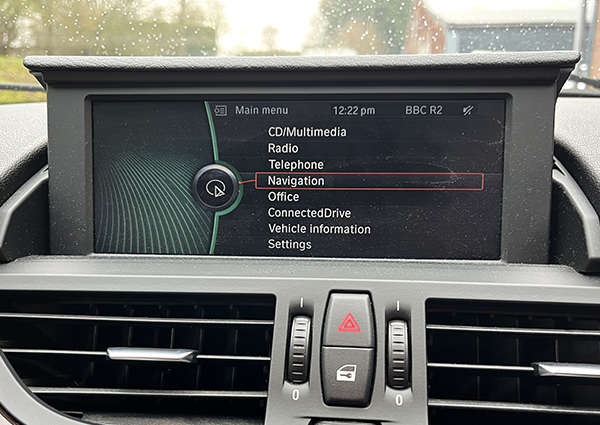 Main menu 12:22 pm BBC R2
CD/Multimedia
Radio
Telephone
Navigation
Office
ConnectedDrive
Vehicle information
Settings
I I
0 0